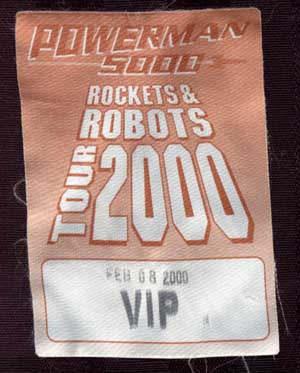 POWERMAN
5000
ROCKETS &
ROBOTS
TOUR
2000
FEB 08 2000
VIP